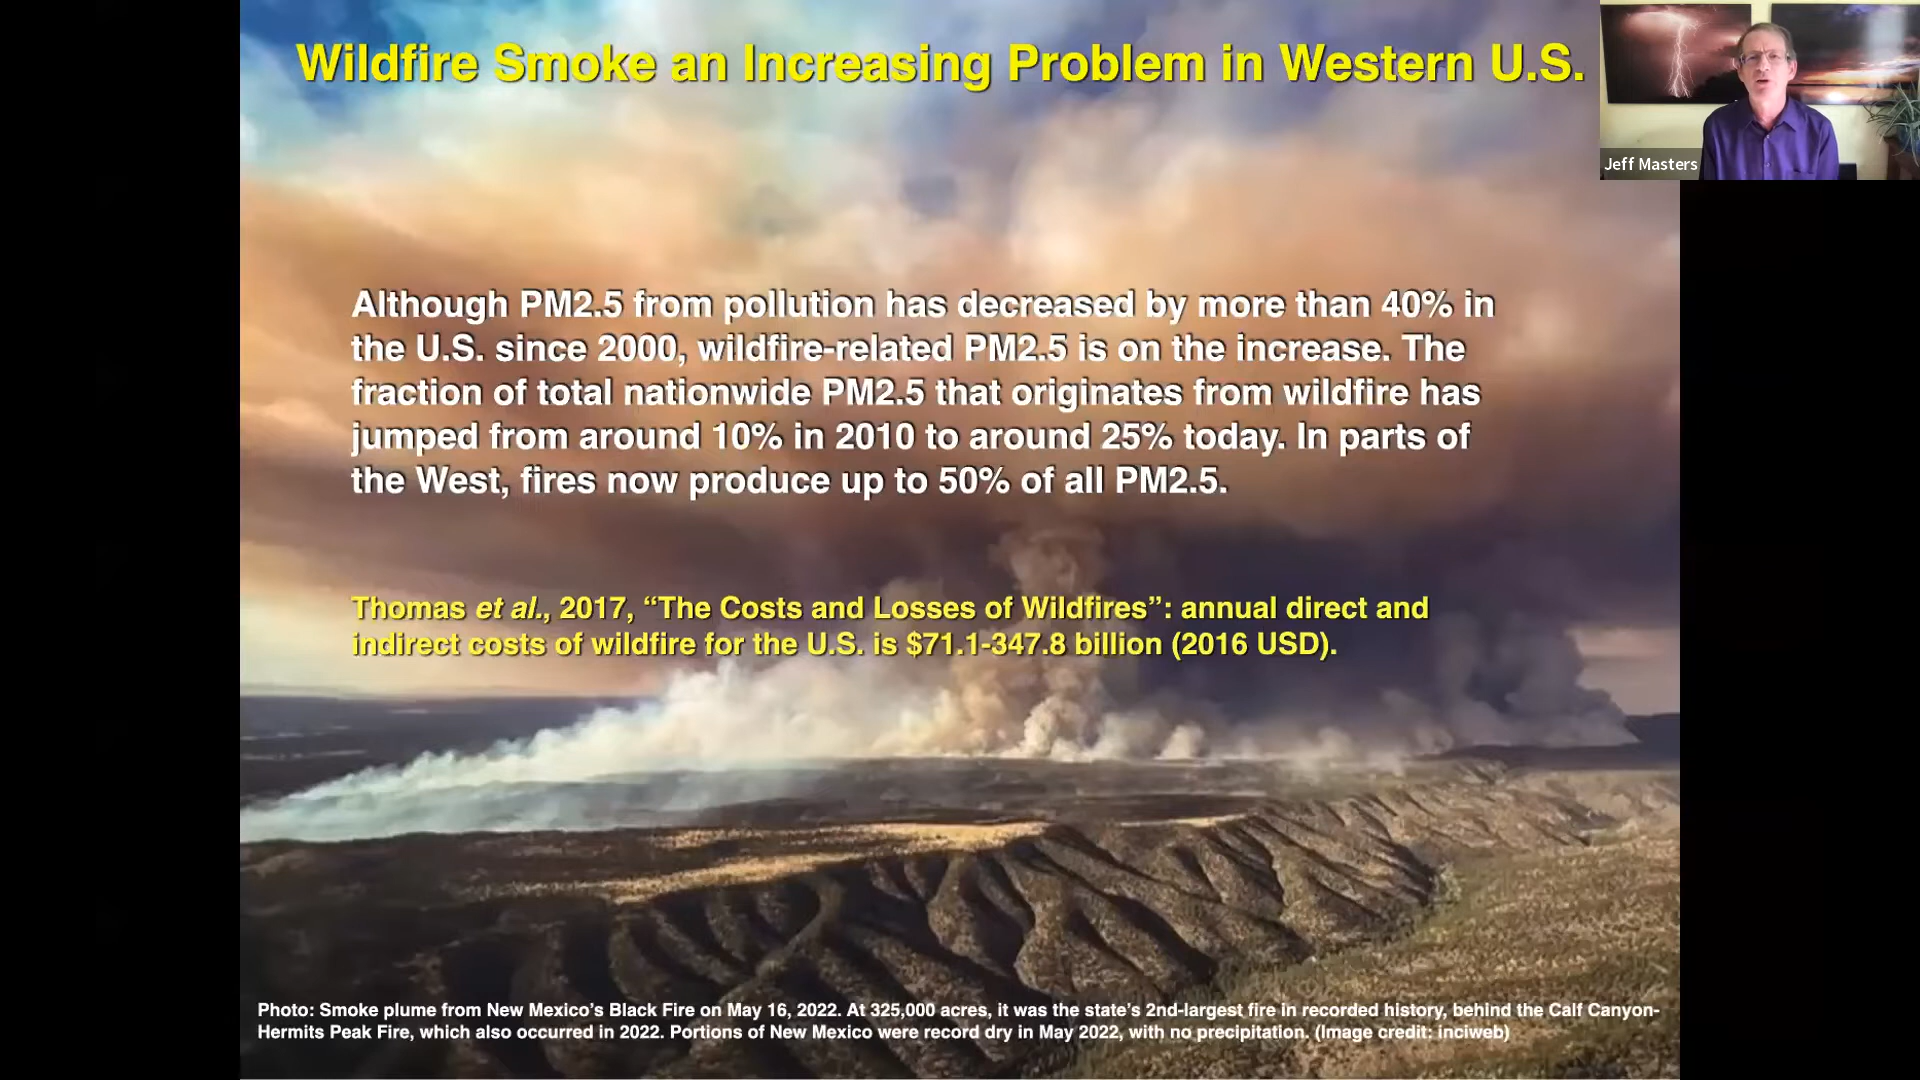 Wildfire Smoke an Increasing Problem in Western U.S.
Jeff Masters
Although PM2.5 from pollution has decreased by more than 40% in
the U.S. since 2000, wildfire-related PM2.5 is on the increase. The
fraction of total nationwide PM2.5 that originates from wildfire has
jumped from around 10% in 2010 to around 25% today. In parts of
the West, fires now produce up to 50% of all PM2.5.
Thomas et al., 2017, “The Costs and Losses of Wildfires”: annual direct and
indirect costs of wildfire for the U.S. is $71.1-347.8 billion (2016 USD).
Photo: Smoke plume from New Mexico’s Black Fire on May 16, 2022. At 325,000 acres, it was the state’s 2nd-largest fire in recorded history, behind the Calf Canyon-
Hermits Peak Fire, which also occurred in 2022. Portions of New Mexico were record dry in May 2022, with no precipitation. (Image credit: inciweb)